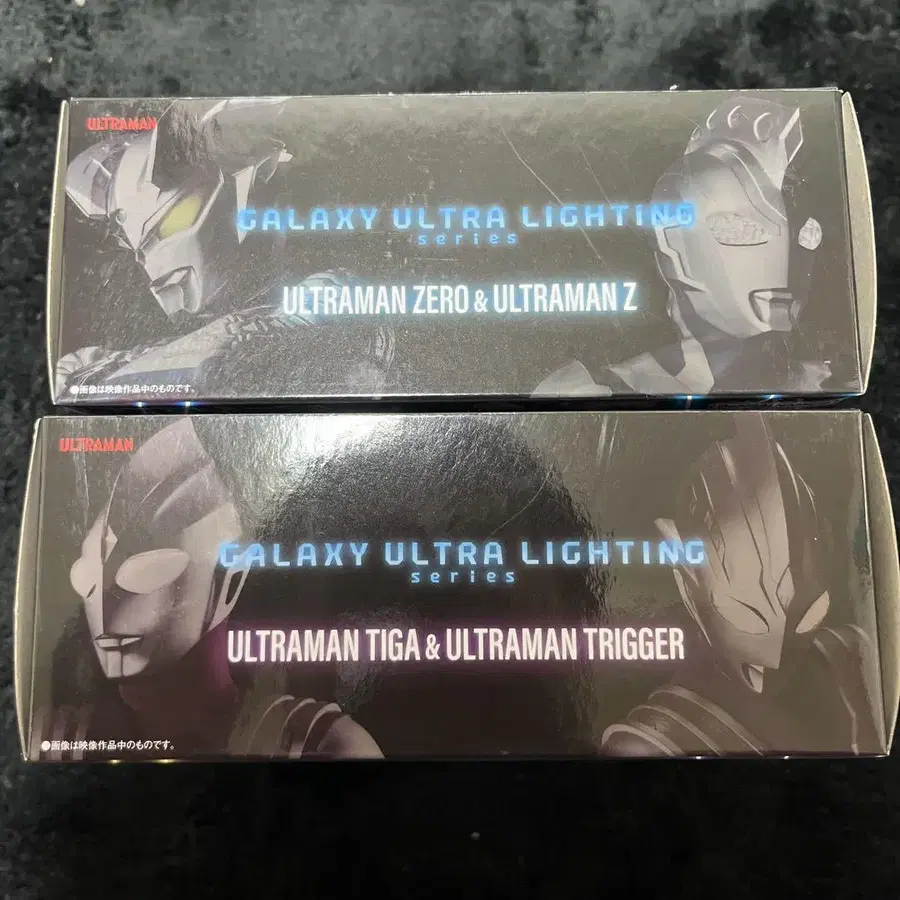 ULTRAMAN
GALAXY ULTRA LIGHTING
series
ULTRAMAN ZERO & ULTRAMAN Z
●画像は映像作品中のものです。
ULTRAMAN
GALAXY ULTRA LIGHTING
series
ULTRAMAN TIGA & ULTRAMAN TRIGGER
●画像は映像作品中のものです。